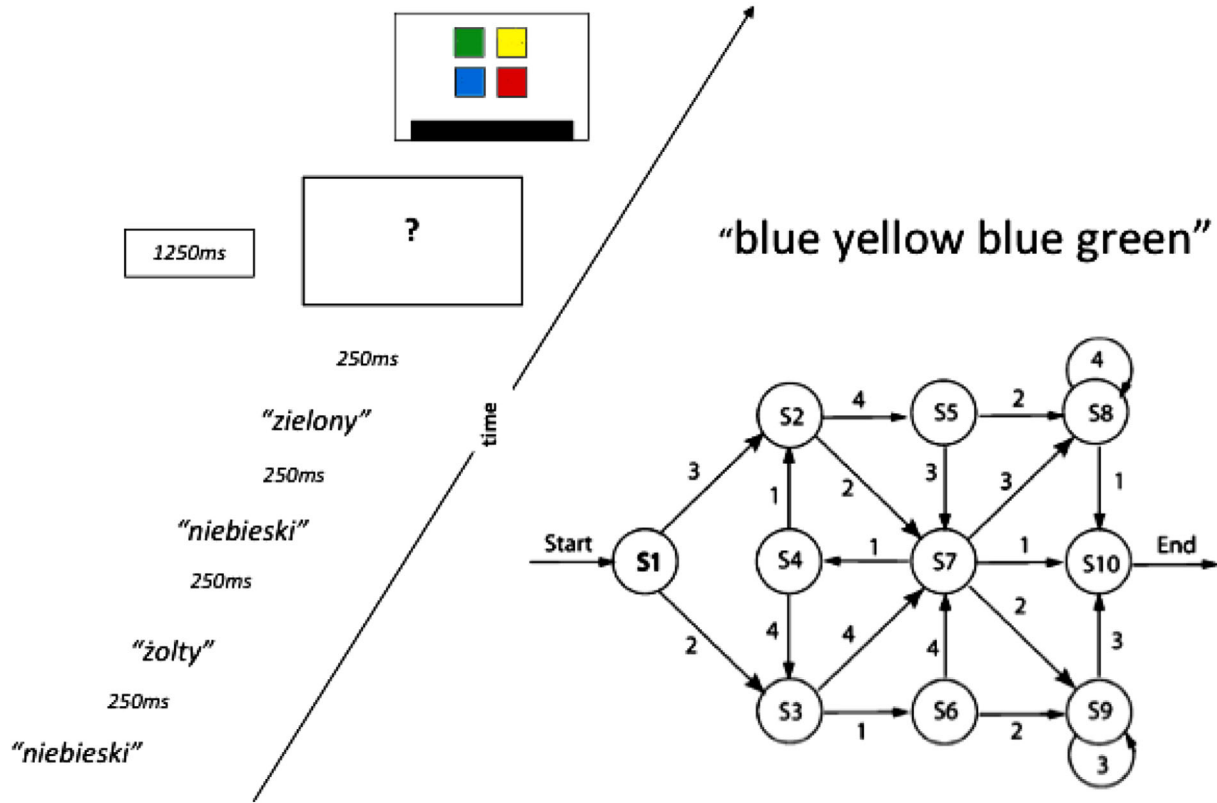 ?
1250ms
250ms
“zielony”
250ms
“niebieski”
250ms
“żolty”
250ms
“niebieski”
time
“blue yellow blue green”
4
S2
4
S5
2
S8
3
1
2
3
3
1
Start
S1
S4
1
S7
1
S10
End
2
4
4
4
2
3
S3
1
S6
2
S9
3